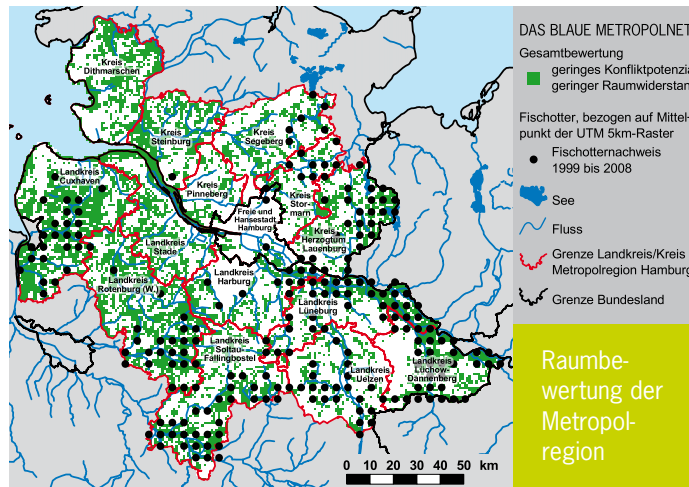 Kreis
Dithmarschen
Kreis
Steinburg
Kreis
Segeberg
Landkreis
Cuxhaven
Kreis
Pinneberg
Kreis
Stor-
marn
Freie und
Hansestadt
Hamburg
Landkreis
Stade
Kreis
Herzogtum
Lauenburg
Landkreis
Rotenburg (W.)
Landkreis
Harburg
Landkreis
Lüneburg
Landkreis
Soltau-
Fallingbostel
Landkreis
Uelzen
Landkreis
Lüchow-
Dannenberg
0 10 20 30 40 50 km
DAS BLAUE METROPOLNET
Gesamtbewertung
geringes Konfliktpotenzia
geringer Raumwiderstan
Fischotter, bezogen auf Mittel-
punkt der UTM 5km-Raster
Fischotternachweis
1999 bis 2008
See
Fluss
Grenze Landkreis/Kreis
Metropolregion Hamburg
Grenze Bundesland
Raumbe-
wertung der
Metropol-
region